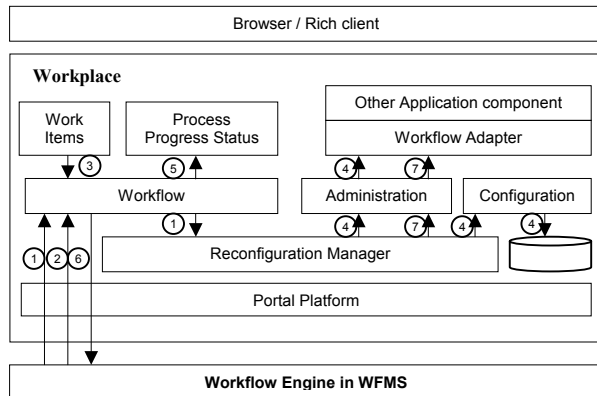 Browser / Rich client
Workplace
Work
Items
Process
Progress Status
Other Application component
Workflow Adapter
3
5
4
7
Workflow
Administration
Configuration
1
4
7
4
4
1
2
6
Reconfiguration Manager
Portal Platform
Workflow Engine in WFMS